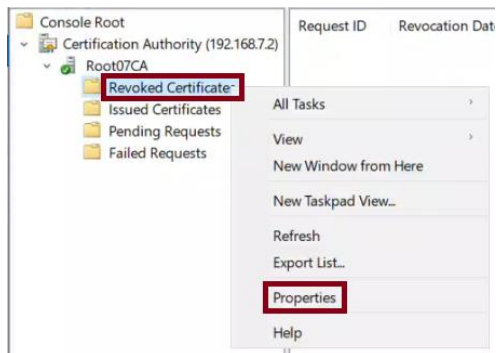 Console Root
Certification Authority (192.168.7.2)
Root07CA
Revoked Certificate
Issued Certificates
Pending Requests
Failed Requests
Request ID Revocation Dat
All Tasks
View
New Window from Here
New Taskpad View...
Refresh
Export List...
Properties
Help